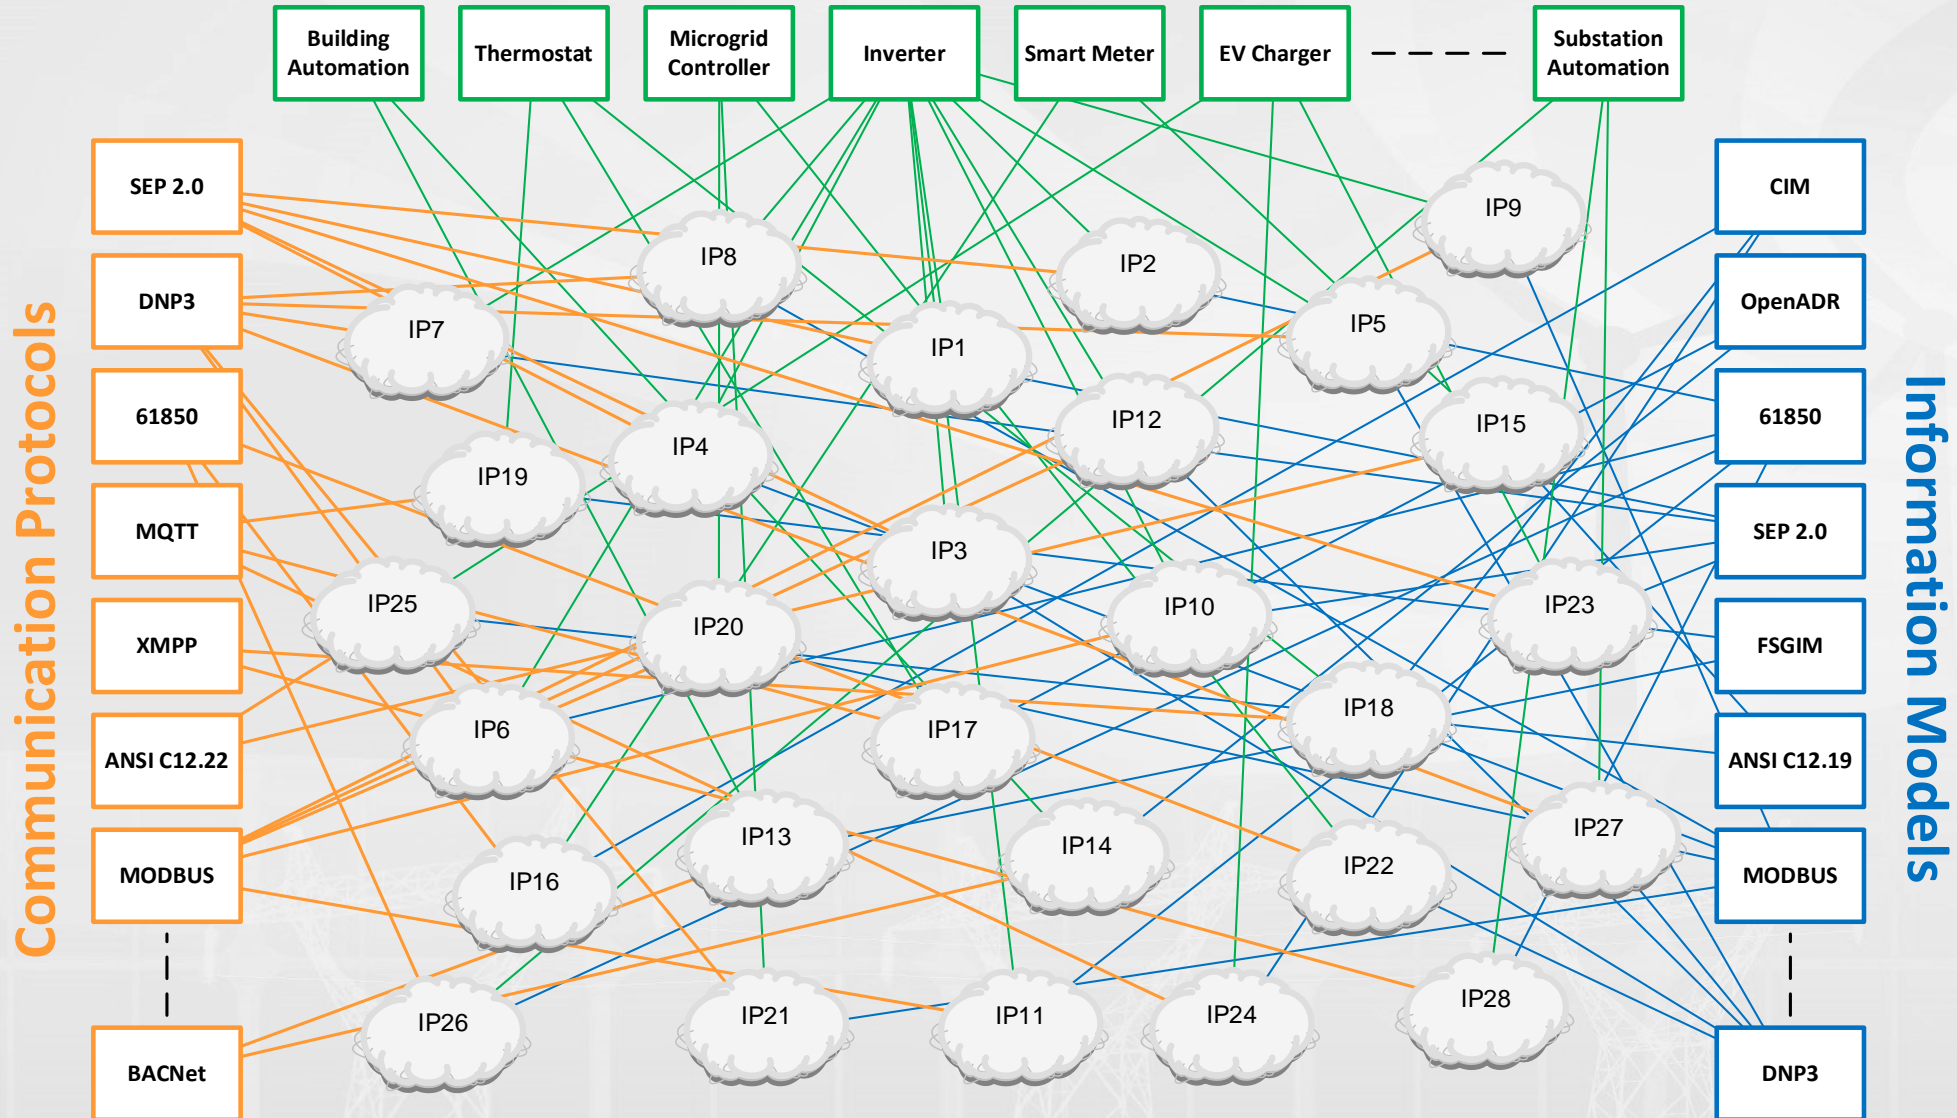 Building
Automation
Thermostat
Microgrid
Controller
Inverter
Smart Meter
EV Charger
Substation
Automation
Communication Protocols
SEP 2.0
DNP3
61850
MQTT
XMPP
ANSI C12.22
MODBUS
BACNet
IP9
IP8
IP2
IP7
IP1
IP5
IP12
IP15
IP4
IP19
IP3
IP25
IP20
IP10
IP23
IP6
IP17
IP18
IP13
IP14
IP27
IP16
IP22
IP26
IP21
IP11
IP24
IP28
CIM
OpenADR
61850
SEP 2.0
FSGIM
ANSI C12.19
MODBUS
DNP3
Information Models